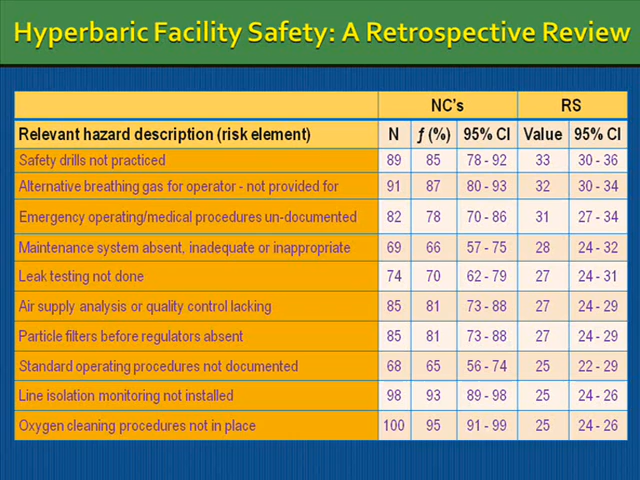 Hyperbaric Facility Safety: A Retrospective Review
NC's RS
Relevant hazard description (risk element) N ƒ (%) 95% CI Value 95% CI
Safety drills not practiced 89 85 78 - 92 33 30 - 36
Alternative breathing gas for operator - not provided for 91 87 80 - 93 32 30 - 34
Emergency operating/medical procedures un-documented 82 78 70 - 86 31 27 - 34
Maintenance system absent, inadequate or inappropriate 69 66 57 - 75 28 24 - 32
Leak testing not done 74 70 62 - 79 27 24 - 31
Air supply analysis or quality control lacking 85 81 73 - 88 27 24 - 29
Particle filters before regulators absent 85 81 73 - 88 27 24 - 29
Standard operating procedures not documented 68 65 56 - 74 25 22 - 29
Line isolation monitoring not installed 98 93 89 - 98 25 24 - 26
Oxygen cleaning procedures not in place 100 95 91 - 99 25 24 - 26